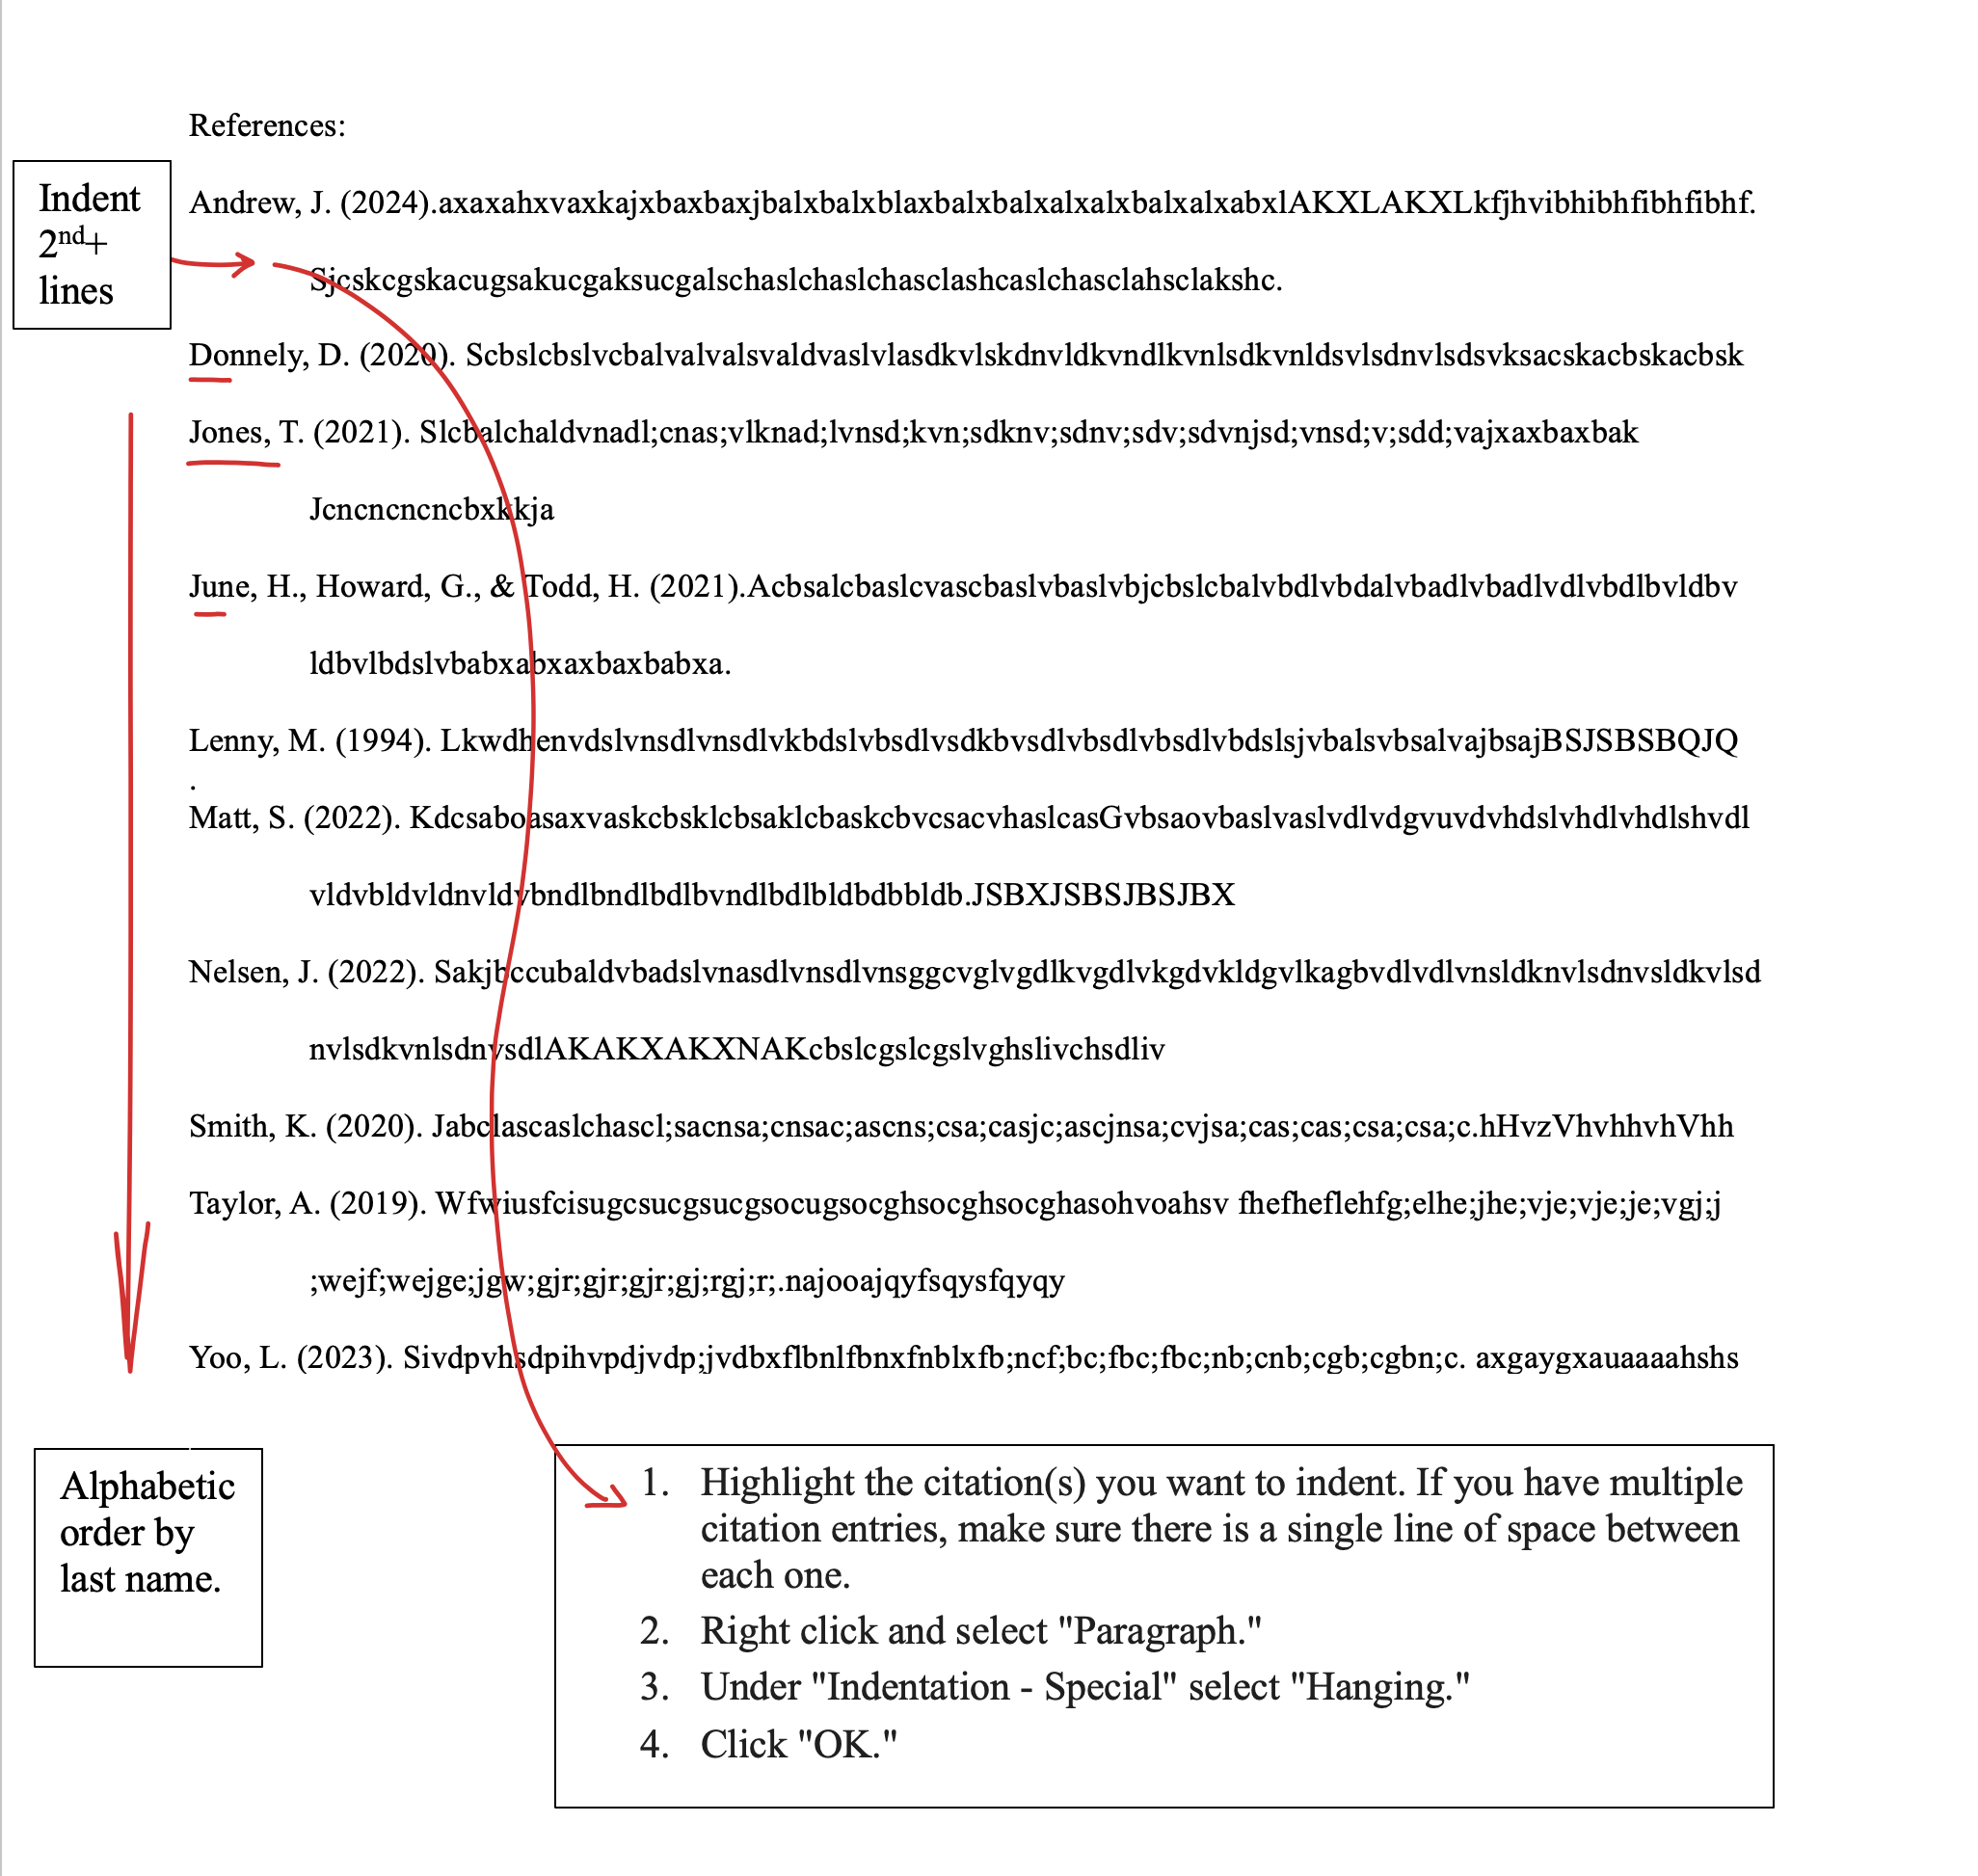 References:
Indent
2nd+
lines
Andrew, J. (2024).axaxahxvaxkajxbaxbaxjbalxbalxblaxbalxbalxalxalxbalxalxabxlAKXLAKXLkfjhvibhibhfibhfibhf.
Sjcskcgskacugsakucgaksucgalschaslchaslchasclashcaslchasclahsclakshc.
Donnely, D. (2020). Scbslcbslvcbalvalvalsvaldvaslvlasdkvlskdnvldkvndlkvnlsdkvnldsvlsdnvlsdsvksacskacbskacbsk
Jones, T. (2021). Slcbalchaldvnadl;cnas;vlknad;lvnsd;kvn;sdknv;sdnv;sdv;sdvnjsd;vnsd;v;sdd;vajxaxbaxbak
Jcncncncncbxkkja
June, H., Howard, G., & Todd, H. (2021).Acbsalcbaslcvascbaslvbaslvbjcbslcbalvbdlvbdalvbadlvbadlvdlvbdlbvldbv
ldbvlbdslvbabxabxaxbaxbabxa.
Lenny, M. (1994). LkwdhenvdslvnsdlvnsdlvkbdslvbsdlvsdkbvsdlvbsdlvbsdlvbdslsjvbalsvbsalvajbsajBSJSBSBQJQ
.
Matt, S. (2022). KdcsaboasaxvaskcbsklcbsaklcbaskcbvcsacvhaslcasGvbsaovbaslvaslvdlvdgvuvdvhdslvhdlvhdlshvdl
vldvbldvldnvldvbndlbndlbdlbvndlbdlbldbdbbldb.JSBXJSBSJBSJBX
Nelsen, J. (2022). Sakjbccubaldvbadslvnasdlvnsdlvnsggcvglvgdlkvgdlvkgdvkldgvlkagbvdlvdlvnsldknvlsdnvsldkvlsd
nvlsdkvnlsdnvsdlAKAKXAKXNAKcbslcgslcgslvghslivchsdliv
Smith, K. (2020). Jabclascaslchascl;sacnsa;cnsac;ascns;csa;casjc;ascjnsa;cvjsa;cas;cas;csa;csa;c.hHvzVhvhhvhVhh
Taylor, A. (2019). Wfwiusfcisugcsucgsucgsocugsocghsocghsocghasohvoahsv fhefheflehfg;elhe;jhe;vje;vje;je;vgj;j
;wejf;wejge;jgw;gjr;gjr;gjr;gj;rgj;r;.najooajqyfsqysfqyqy
Yoo, L. (2023). Sivdpvhsdpihvpdjvdp;jvdbxflbnlfbnxfnblxfb;ncf;bc;fbc;fbc;nb;cnb;cgb;cgbn;c. axgaygxauaaaahshs
Alphabetic
order by
last name.
1. Highlight the citation(s) you want to indent. If you have multiple
citation entries, make sure there is a single line of space between
each one.
2. Right click and select "Paragraph."
3. Under "Indentation - Special" select "Hanging."
4. Click "OK."